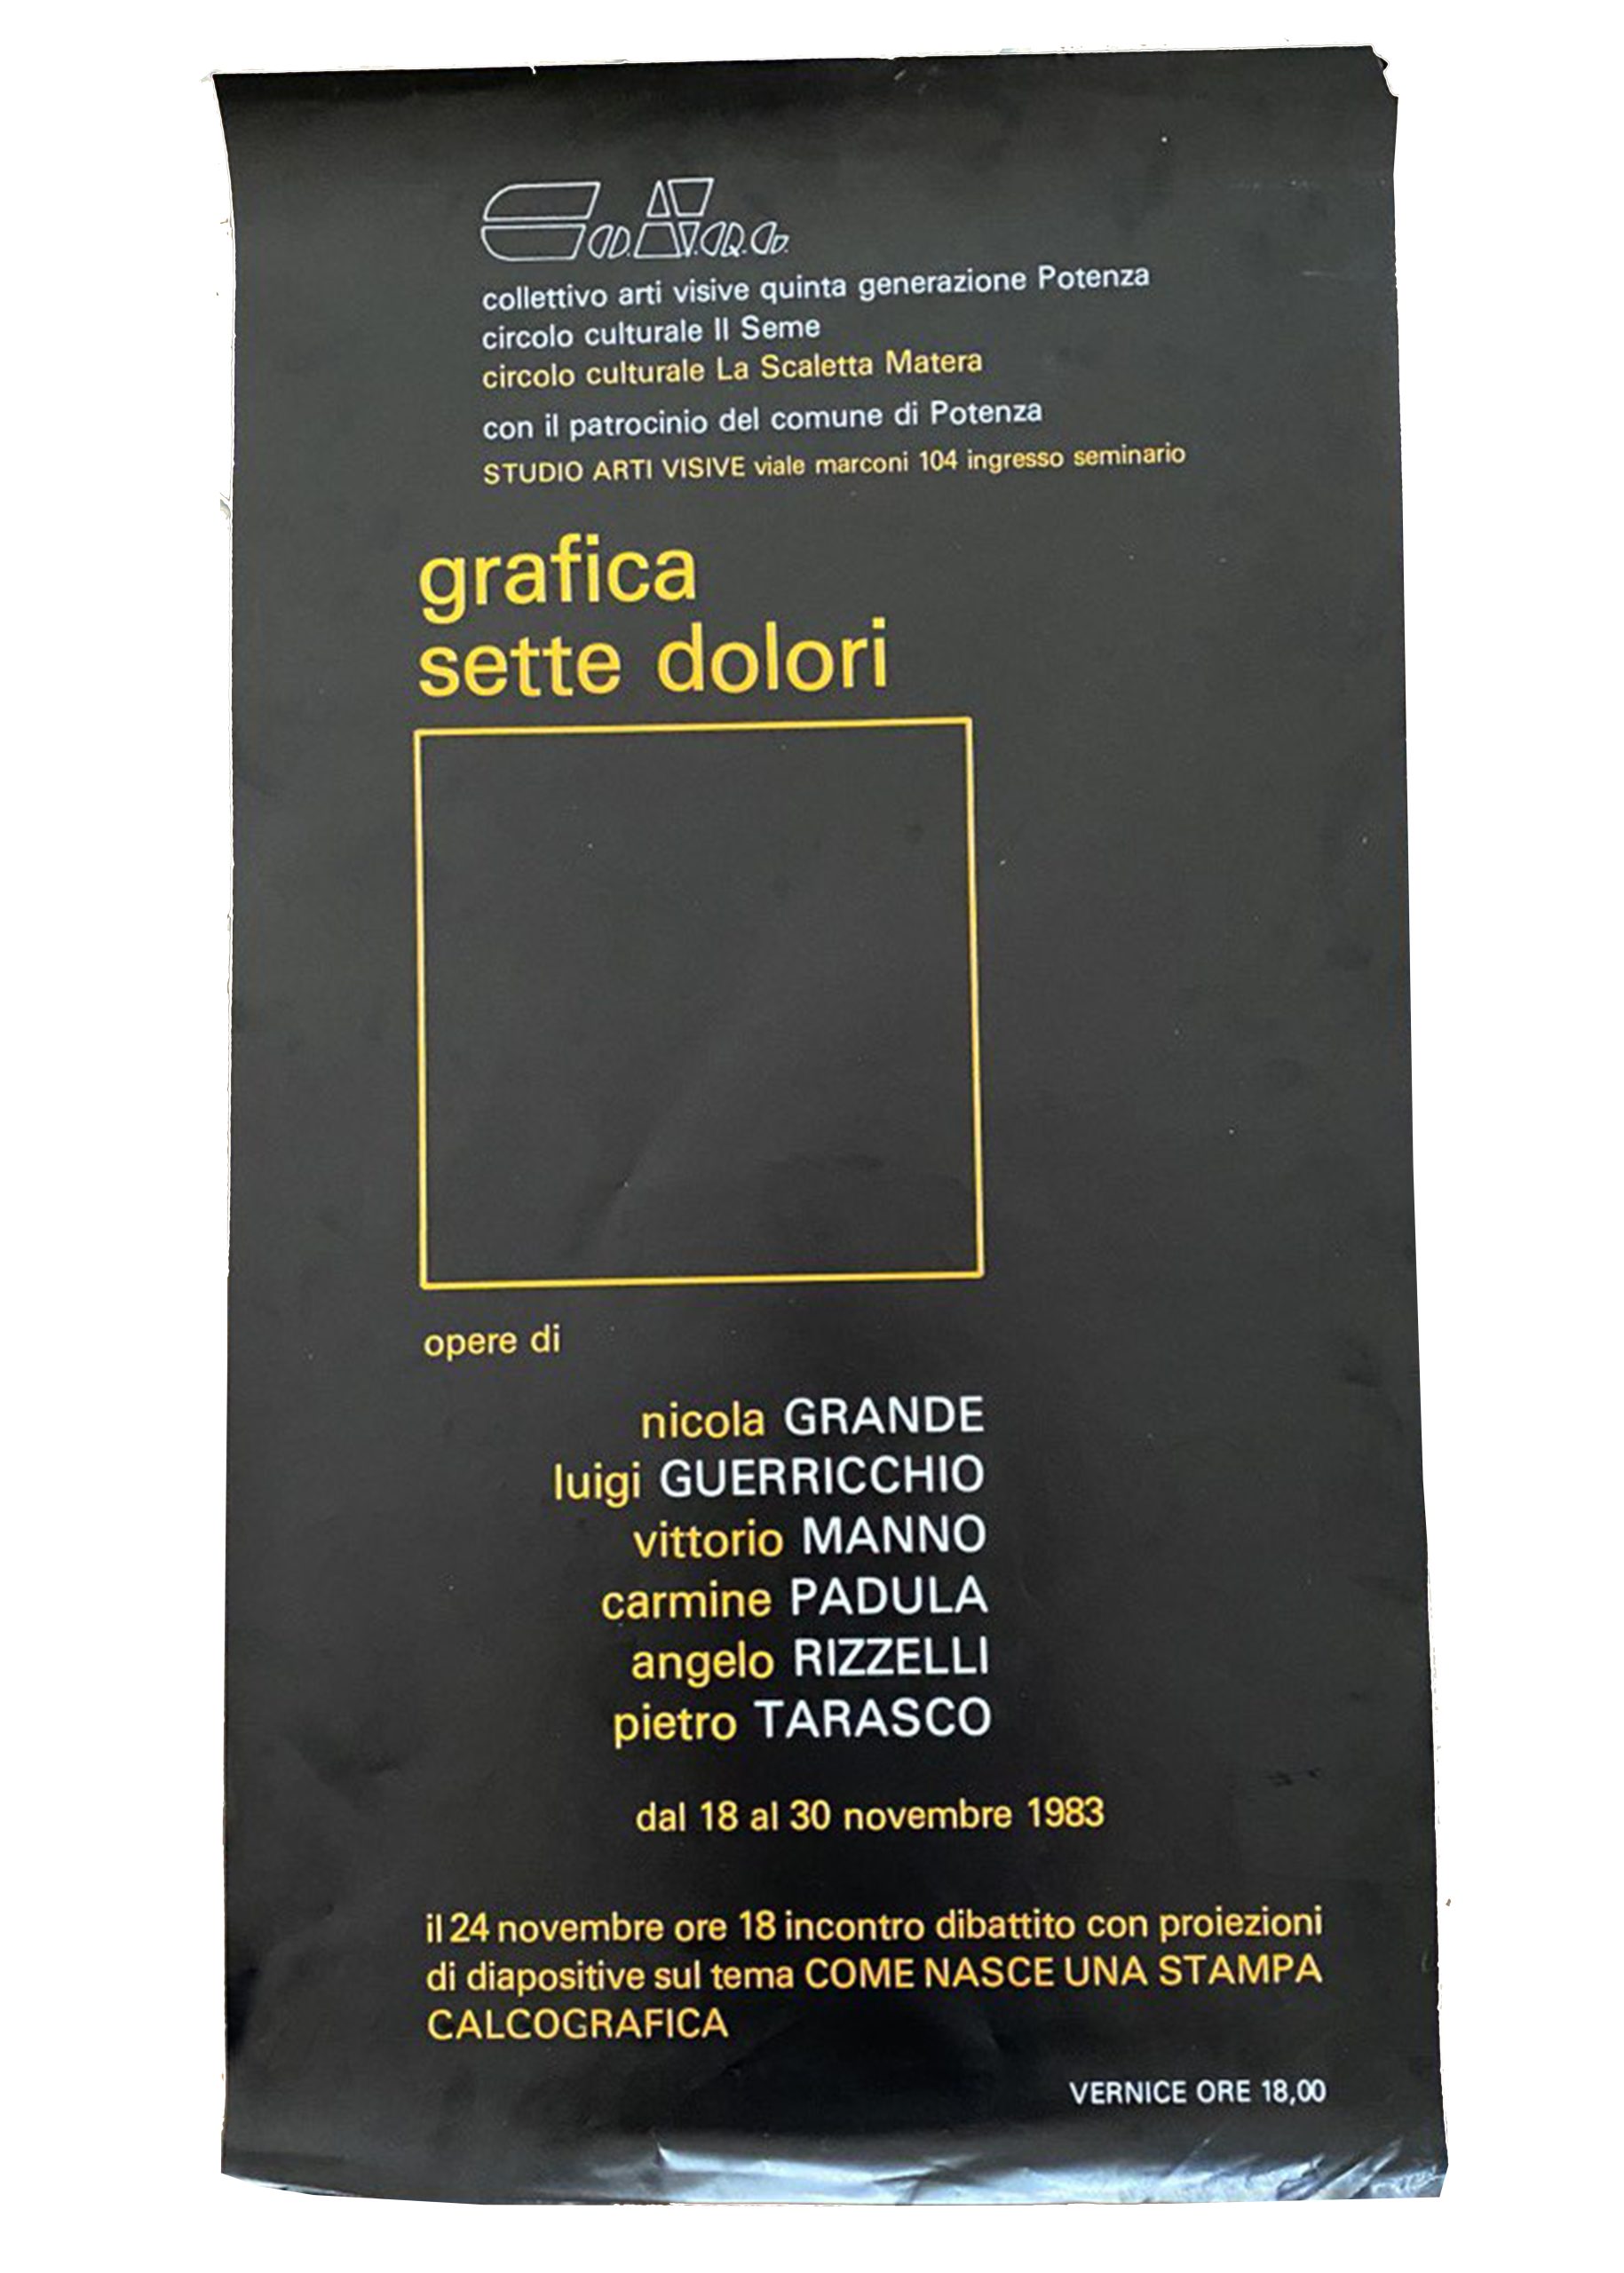 collettivo arti visive quinta generazione Potenza
circolo culturale Il Seme
circolo culturale La Scaletta Matera
con il patrocinio del comune di Potenza
STUDIO ARTI VISIVE viale marconi 104 ingresso seminario
grafica
sette dolori
opere di
nicola GRANDE
luigi GUERRICCHIO
vittorio MANNO
carmine PADULA
angelo RIZZELLI
pietro TARASCO
dal 18 al 30 novembre 1983
il 24 novembre ore 18 incontro dibattito con proiezioni
di diapositive sul tema COME NASCE UNA STAMPA
CALCOGRAFICA
VERNICE ORE 18,00